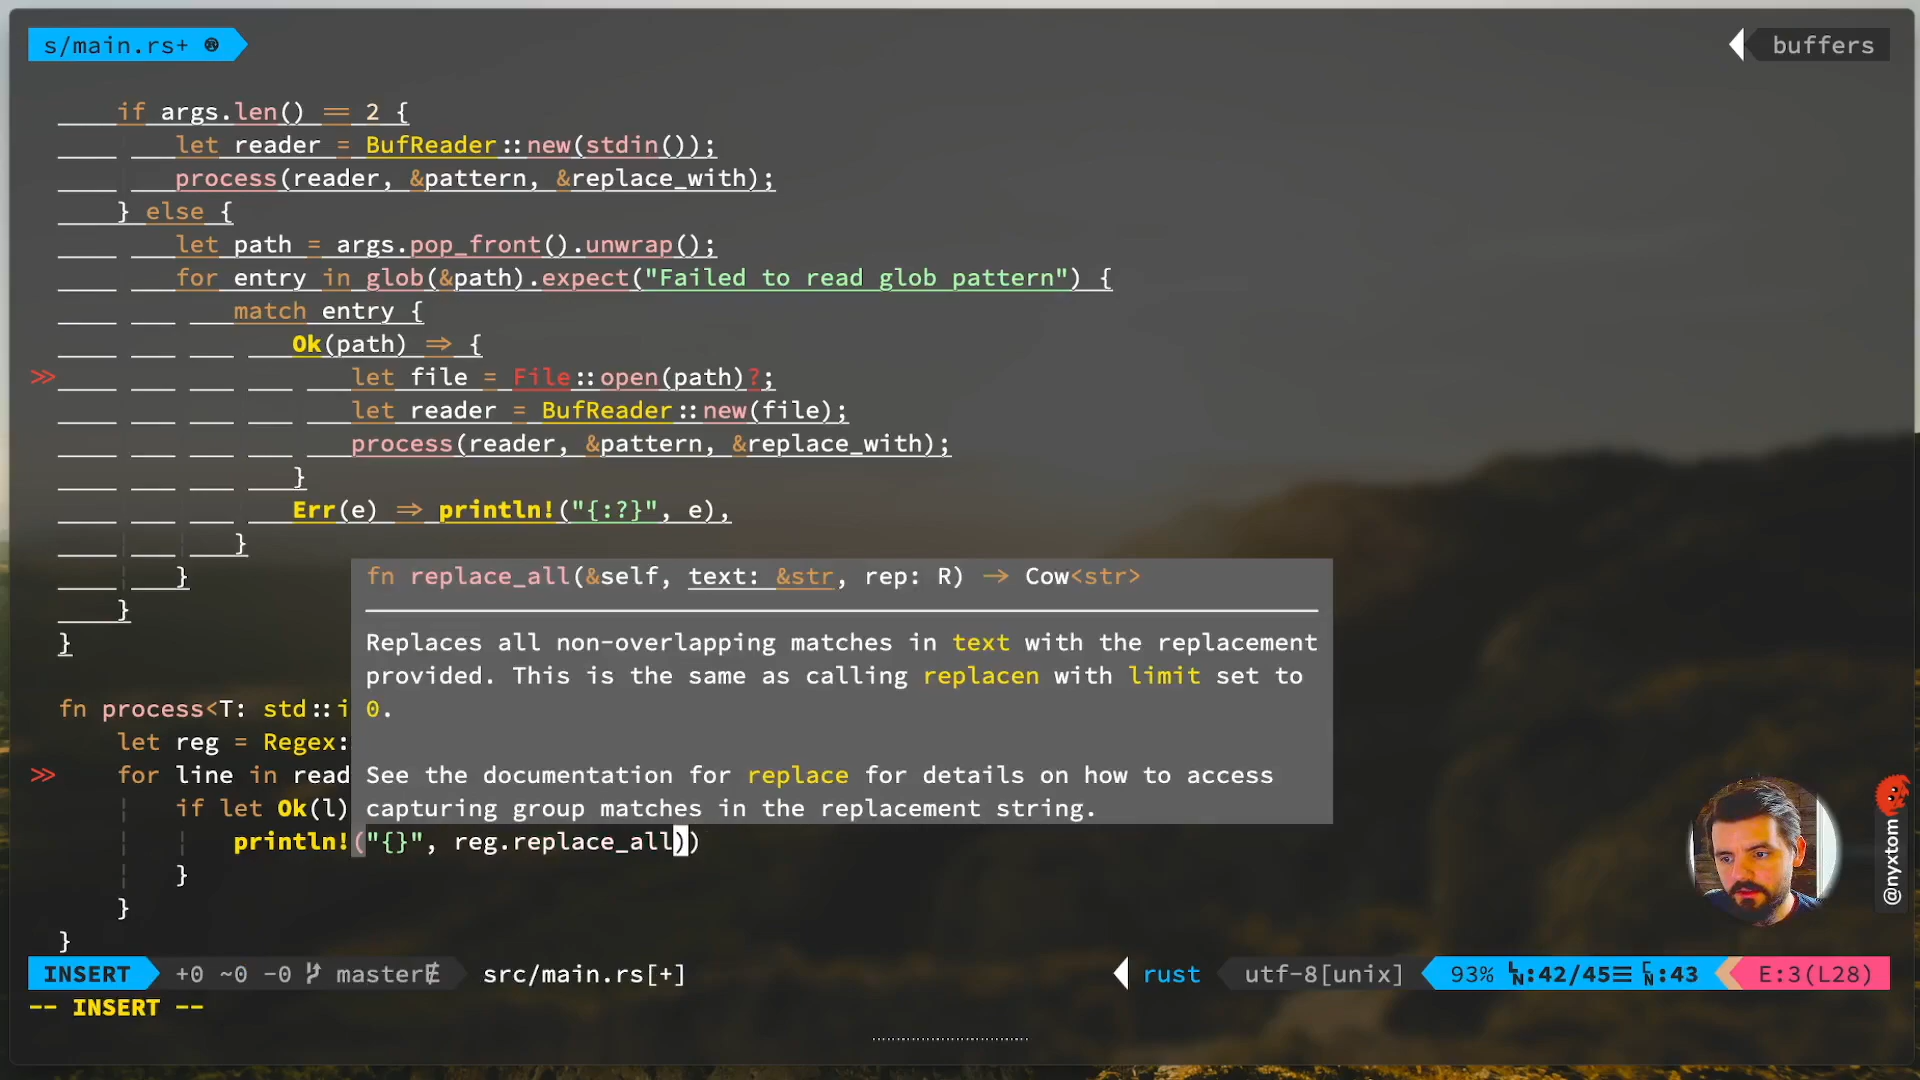 s/main.rs+
buffers
if args.len() == 2 {
let reader = BufReader::new(stdin());
process(reader, &pattern, &replace_with);
} else {
let path = args.pop_front().unwrap();
for entry in glob(&path).expect("Failed to read glob pattern") {
match entry {
Ok(path) => {
>> let file = File::open(path)?;
let reader = BufReader::new(file);
process(reader, &pattern, &replace_with);
}
Err(e) => println!("{:?}", e),
}
fn replace_all(&self, text: &str, rep: R) -> Cow<str>
}
}
Replaces all non-overlapping matches in text with the replacement
}
provided. This is the same as calling replacen with limit set to
fn process<T: std::i
0.
let reg = Regex:
>> for line in read
See the documentation for replace for details on how to access
if let Ok(l)
capturing group matches in the replacement string.
println!("{}", reg.replace_all))
}
}
}
@nyxtom
INSERT +0 ~0 -0 master src/main.rs[+] rust utf-8[unix] 93% LN:42/45 CN:43 E:3(L28)
-- INSERT --